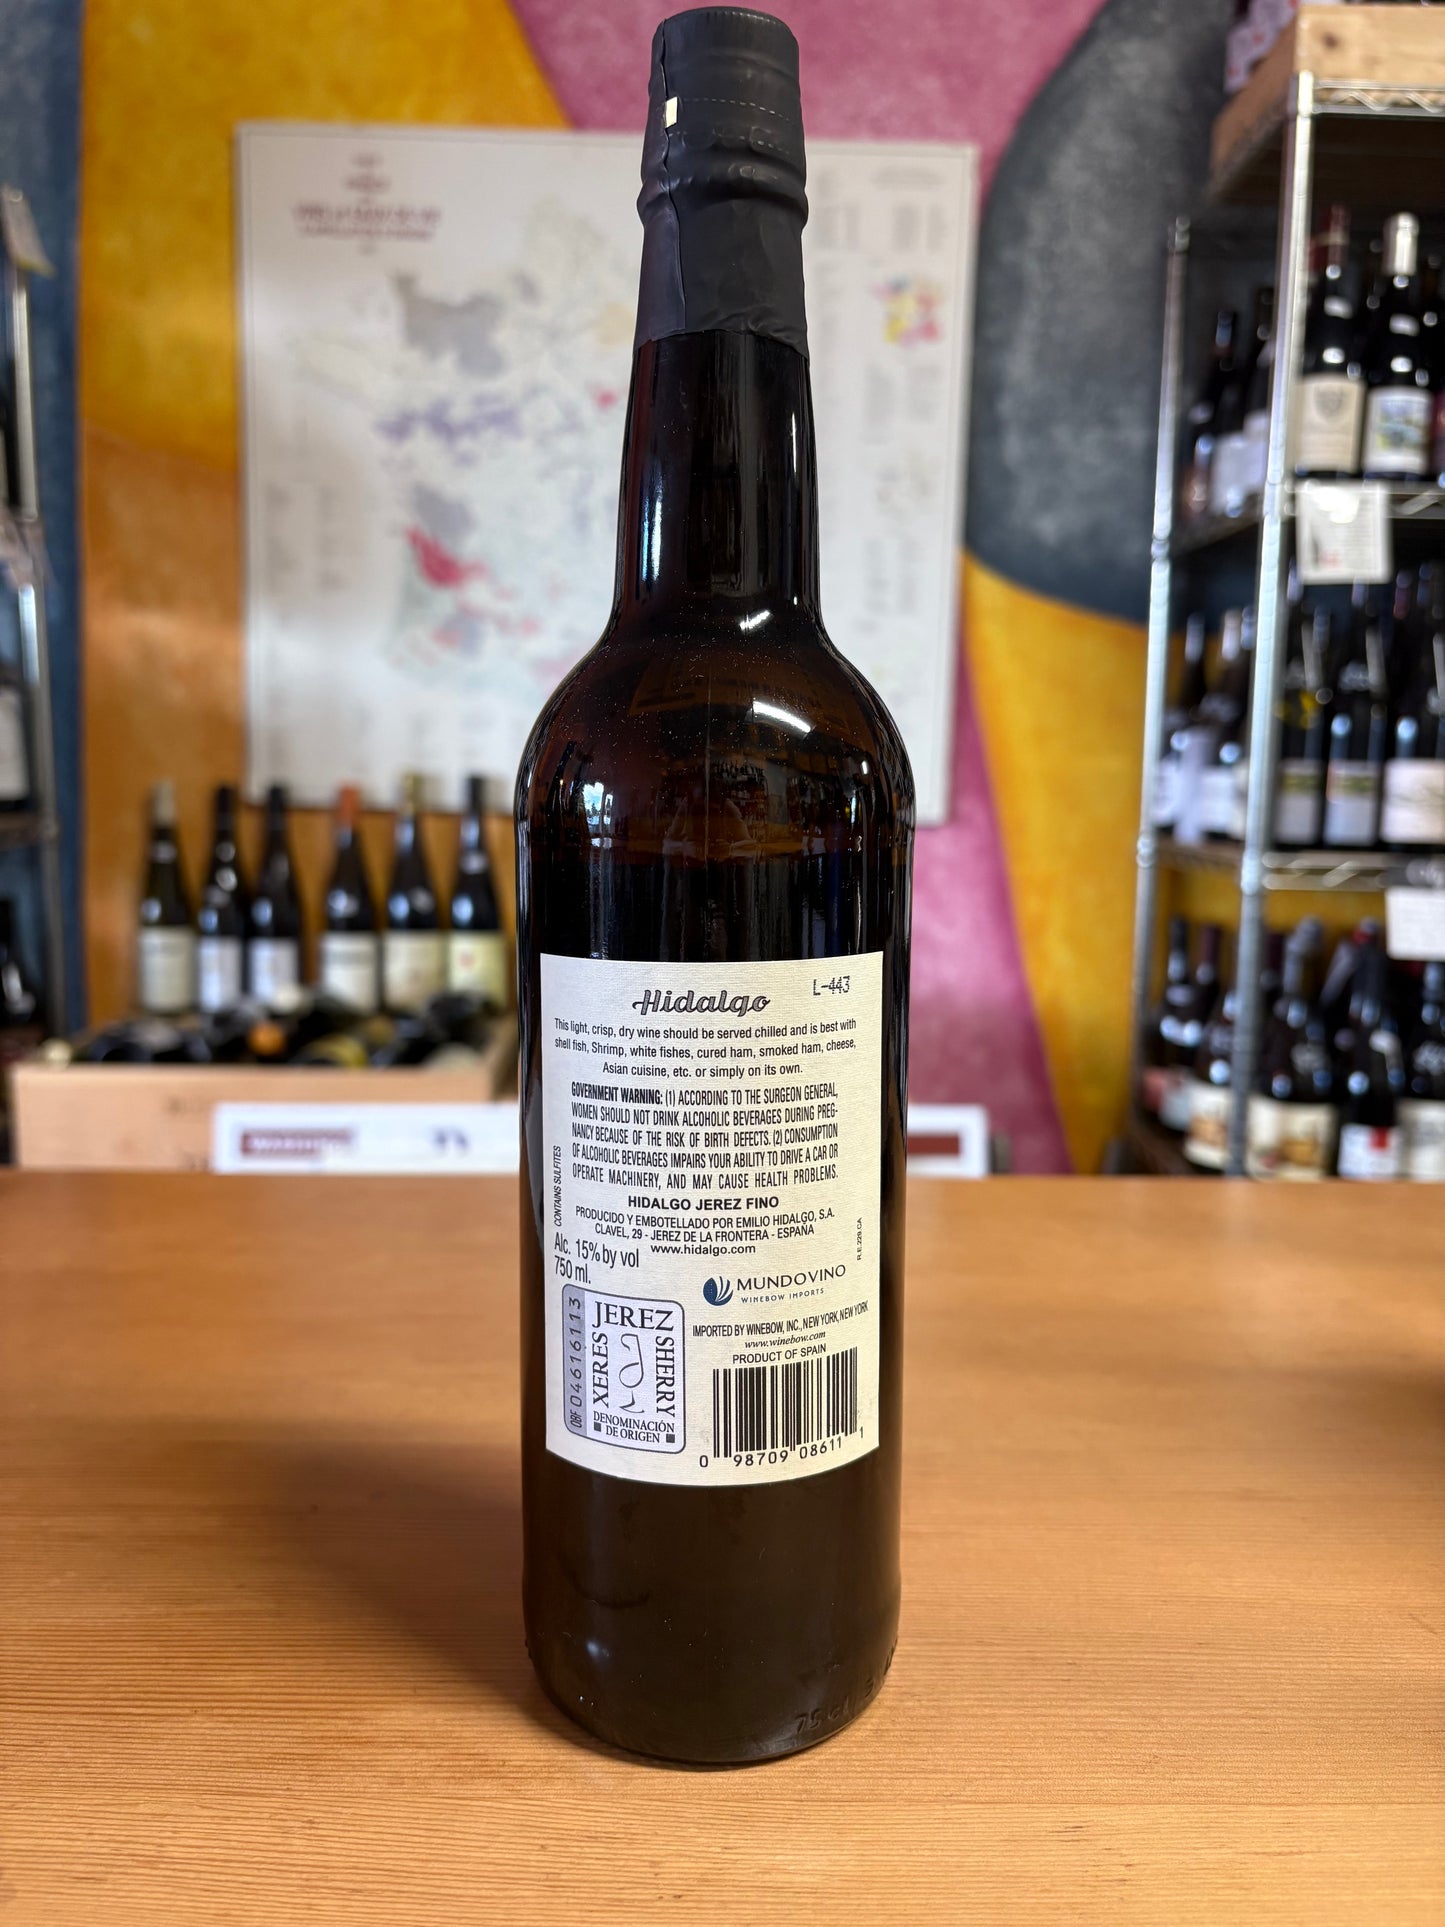 Hidalgo
L-443
This light, crisp, dry wine should be served chilled and is best with
shell fish, Shrimp, white fishes, cured ham, smoked ham, cheese,
Asian cuisine, etc. or simply on its own.
GOVERNMENT WARNING: (1) ACCORDING TO THE SURGEON GENERAL,
WOMEN SHOULD NOT DRINK ALCOHOLIC BEVERAGES DURING PREG-
NANCY BECAUSE OF THE RISK OF BIRTH DEFECTS. (2) CONSUMPTION
OF ALCOHOLIC BEVERAGES IMPAIRS YOUR ABILITY TO DRIVE A CAR OR
OPERATE MACHINERY, AND MAY CAUSE HEALTH PROBLEMS.
CONTAINS SULFITES
HIDALGO JEREZ FINO
PRODUCIDO Y EMBOTELLADO POR EMILIO HIDALGO, S.A.
CLAVEL, 29 - JEREZ DE LA FRONTERA - ESPAÑA
www.hidalgo.com
R.E. 229 CA
Alc. 15% by vol
750 ml.
MUNDOVINO
WINEBOW IMPORTS
IMPORTED BY WINEBOW, INC., NEW YORK, NEW YORK
www.winebow.com
PRODUCT OF SPAIN
0BF 04616113
JEREZ
XERES
SHERRY
DENOMINACIÓN
DE ORIGEN
0 98709 08611 1
75 cl